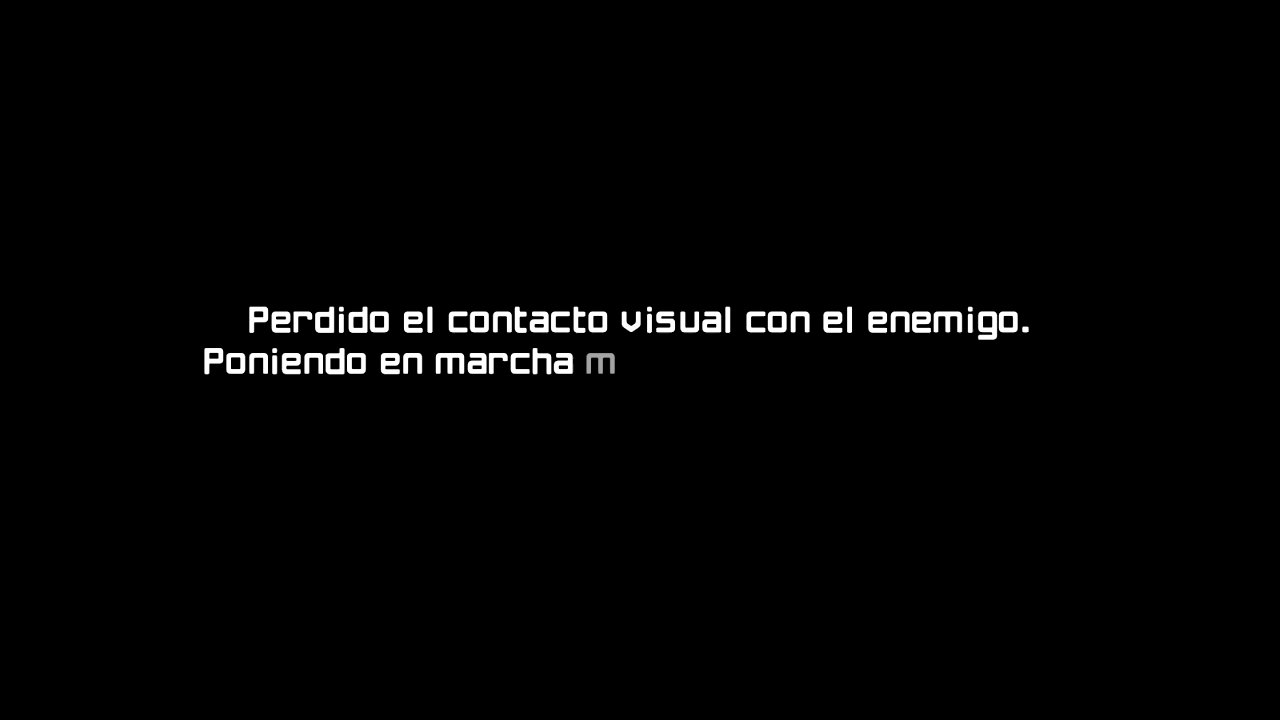 Perdido el contacto visual con el enemigo.
Poniendo en marcha m